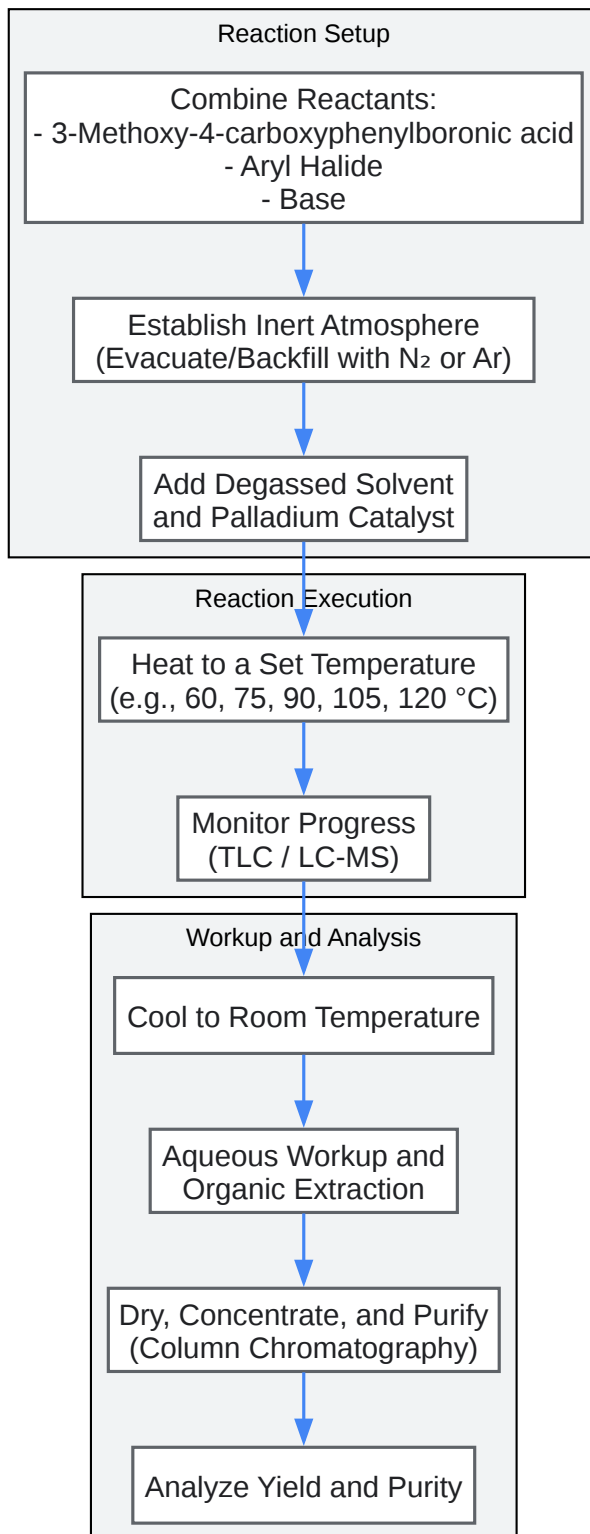 Reaction Setup
Combine Reactants:
- 3-Methoxy-4-carboxyphenylboronic acid
- Aryl Halide
- Base
Establish Inert Atmosphere
(Evacuate/Backfill with N₂ or Ar)
Add Degassed Solvent
and Palladium Catalyst
Reaction Execution
Heat to a Set Temperature
(e.g., 60, 75, 90, 105, 120 °C)
Monitor Progress
(TLC / LC-MS)
Workup and Analysis
Cool to Room Temperature
Aqueous Workup and
Organic Extraction
Dry, Concentrate, and Purify
(Column Chromatography)
Analyze Yield and Purity